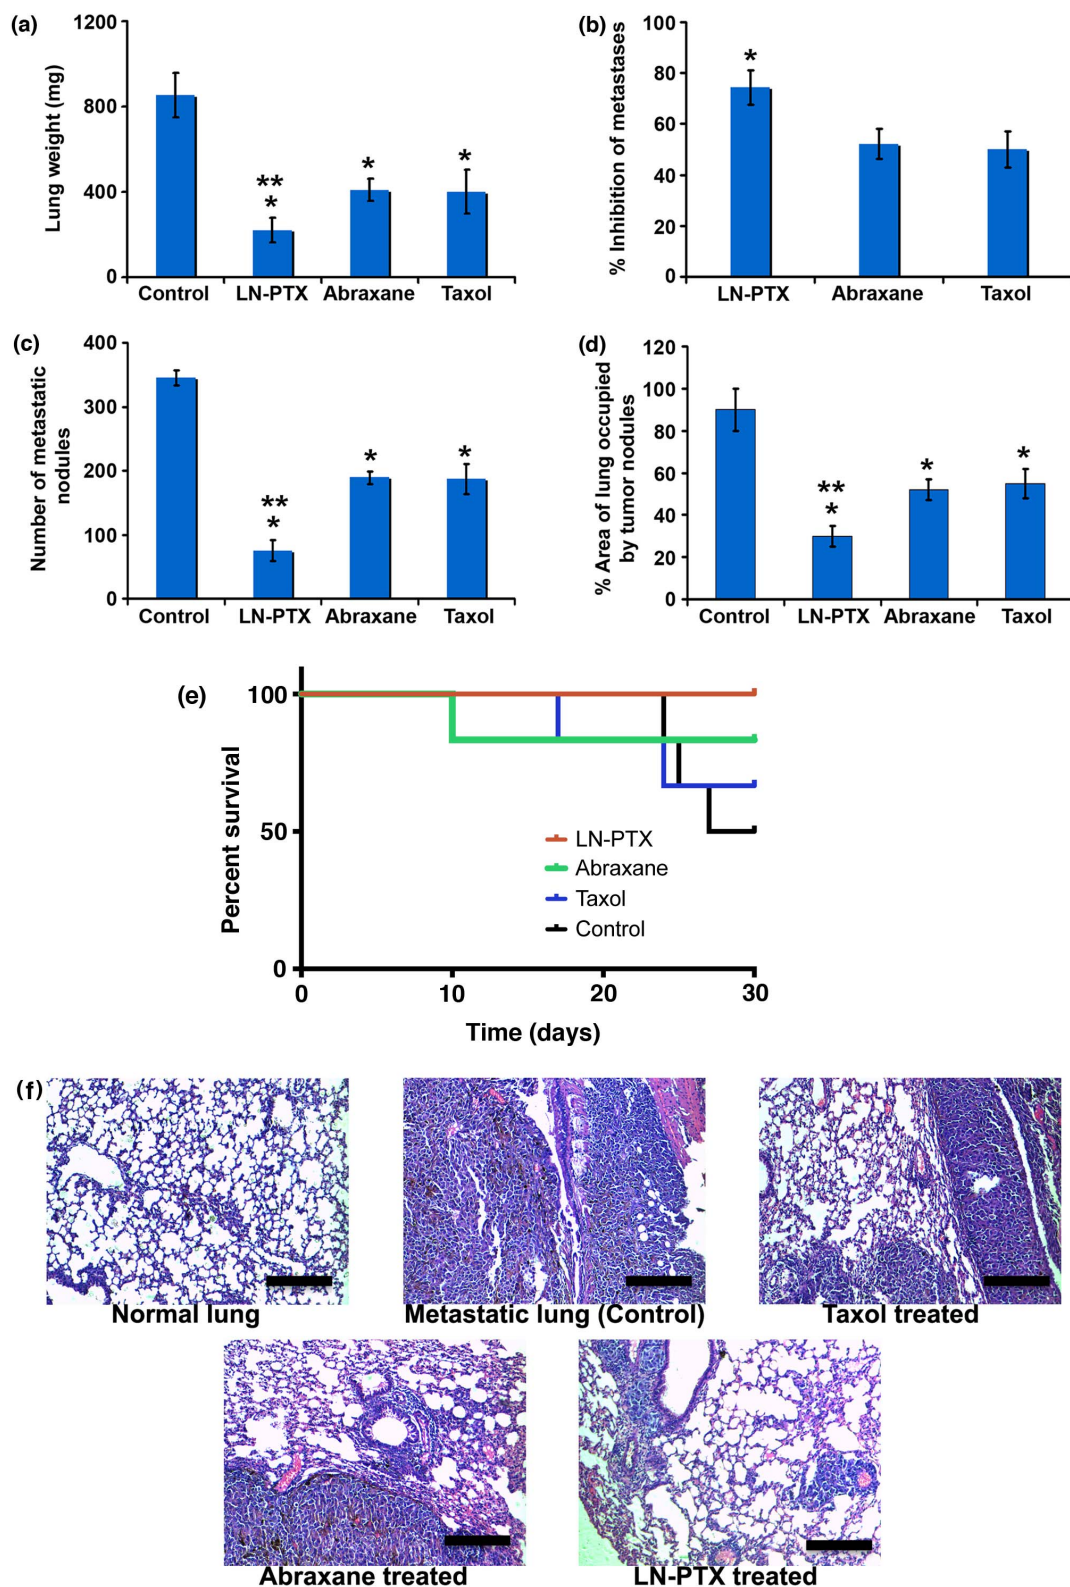 (a)
Lung weight (mg)
1200
800
400
0
** 
*
*
*
Control LN-PTX Abraxane Taxol
(b)
% Inhibition of metastases
100
80
60
40
20
0
*
LN-PTX Abraxane Taxol
(c)
Number of metastatic
nodules
400
300
200
100
0
**
*
*
*
Control LN-PTX Abraxane Taxol
(d)
% Area of lung occupied
by tumor nodules
120
100
80
60
40
20
0
**
*
*
*
Control LN-PTX Abraxane Taxol
(e)
Percent survival
100
50
0
LN-PTX
Abraxane
Taxol
Control
0 10 20 30
Time (days)
(f)
Normal lung
Metastatic lung (Control)
Taxol treated
Abraxane treated
LN-PTX treated